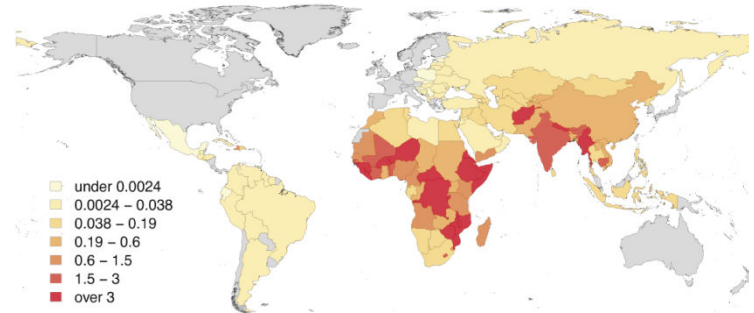 under 0.0024
0.0024 – 0.038
0.038 – 0.19
0.19 – 0.6
0.6 – 1.5
1.5 – 3
over 3